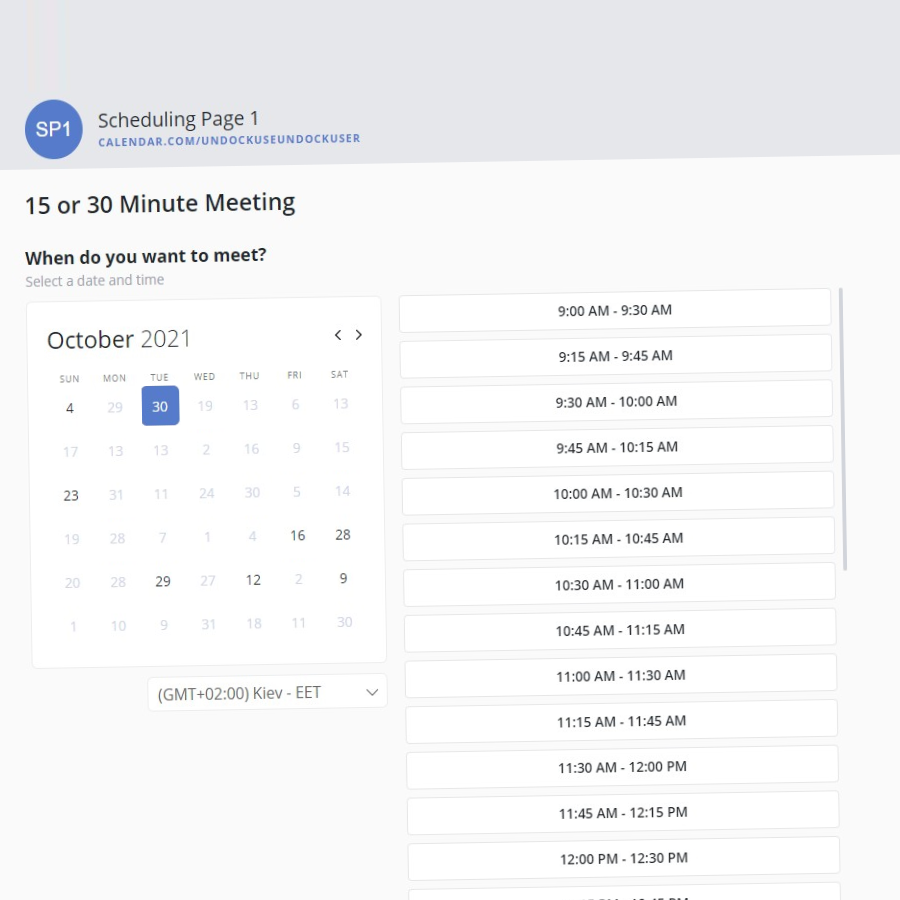 SP1
Scheduling Page 1
CALENDAR.COM/UNDOCKUSEUNDOCKUSER
15 or 30 Minute Meeting
When do you want to meet?
Select a date and time
October 2021
SUN MON TUE WED THU FRI SAT
4 29 30 19 13 6 13
17 13 13 2 16 9 15
23 31 11 24 30 5 14
19 28 7 1 4 16 28
20 28 29 27 12 2 9
1 10 9 31 18 11 30
(GMT+02:00) Kiev - EET
9:00 AM - 9:30 AM
9:15 AM - 9:45 AM
9:30 AM - 10:00 AM
9:45 AM - 10:15 AM
10:00 AM - 10:30 AM
10:15 AM - 10:45 AM
10:30 AM - 11:00 AM
10:45 AM - 11:15 AM
11:00 AM - 11:30 AM
11:15 AM - 11:45 AM
11:30 AM - 12:00 PM
11:45 AM - 12:15 PM
12:00 PM - 12:30 PM